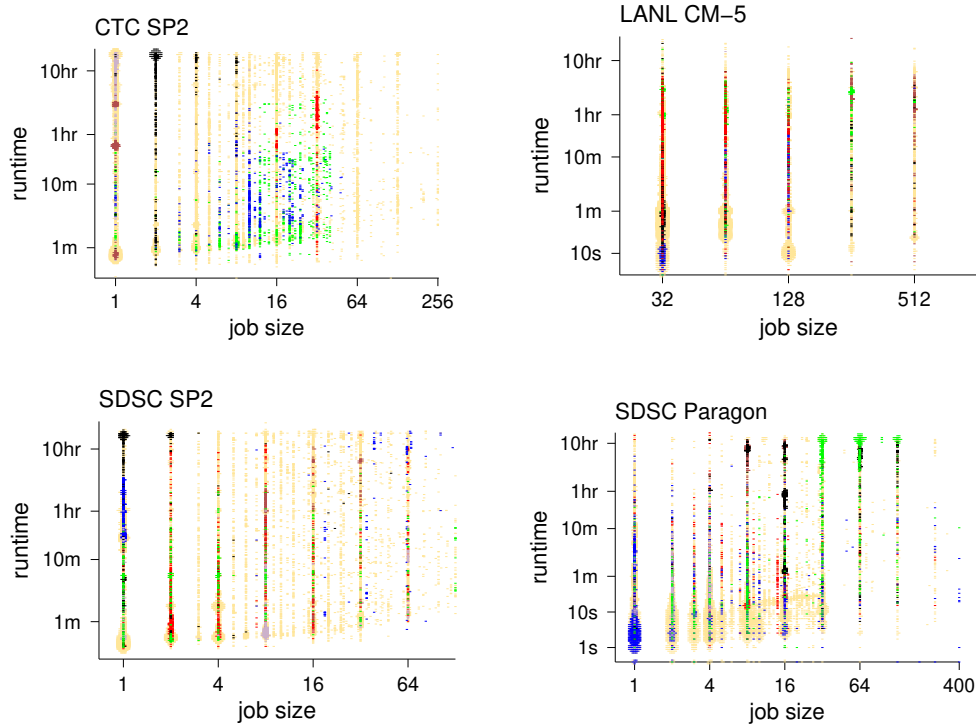 CTC SP2
10hr
1hr
10m
1m
runtime
1 4 16 64 256
job size
LANL CM−5
10hr
1hr
10m
1m
10s
runtime
32 128 512
job size
SDSC SP2
10hr
1hr
10m
1m
runtime
1 4 16 64
job size
SDSC Paragon
10hr
1hr
10m
1m
10s
1s
runtime
1 4 16 64 400
job size